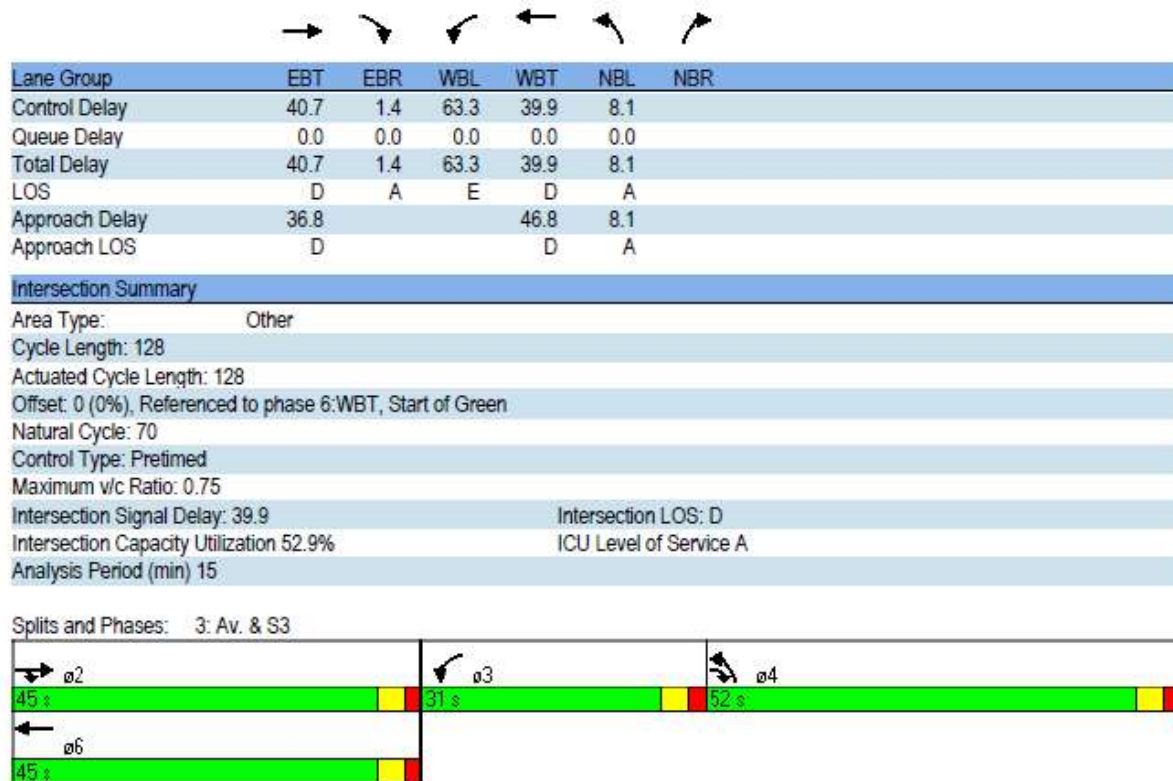 Lane Group EBT EBR WBL WBT NBL NBR
Control Delay 40.7 1.4 63.3 39.9 8.1
Queue Delay 0.0 0.0 0.0 0.0 0.0
Total Delay 40.7 1.4 63.3 39.9 8.1
LOS D A E D A
Approach Delay 36.8 46.8 8.1
Approach LOS D D A
Intersection Summary
Area Type: Other
Cycle Length: 128
Actuated Cycle Length: 128
Offset: 0 (0%), Referenced to phase 6:WBT, Start of Green
Natural Cycle: 70
Control Type: Pretimed
Maximum v/c Ratio: 0.75
Intersection Signal Delay: 39.9 Intersection LOS: D
Intersection Capacity Utilization 52.9% ICU Level of Service A
Analysis Period (min) 15
Splits and Phases: 3: Av. & S3
ø2 ø3 ø4
45 s 31 s 52 s
ø6
45 s